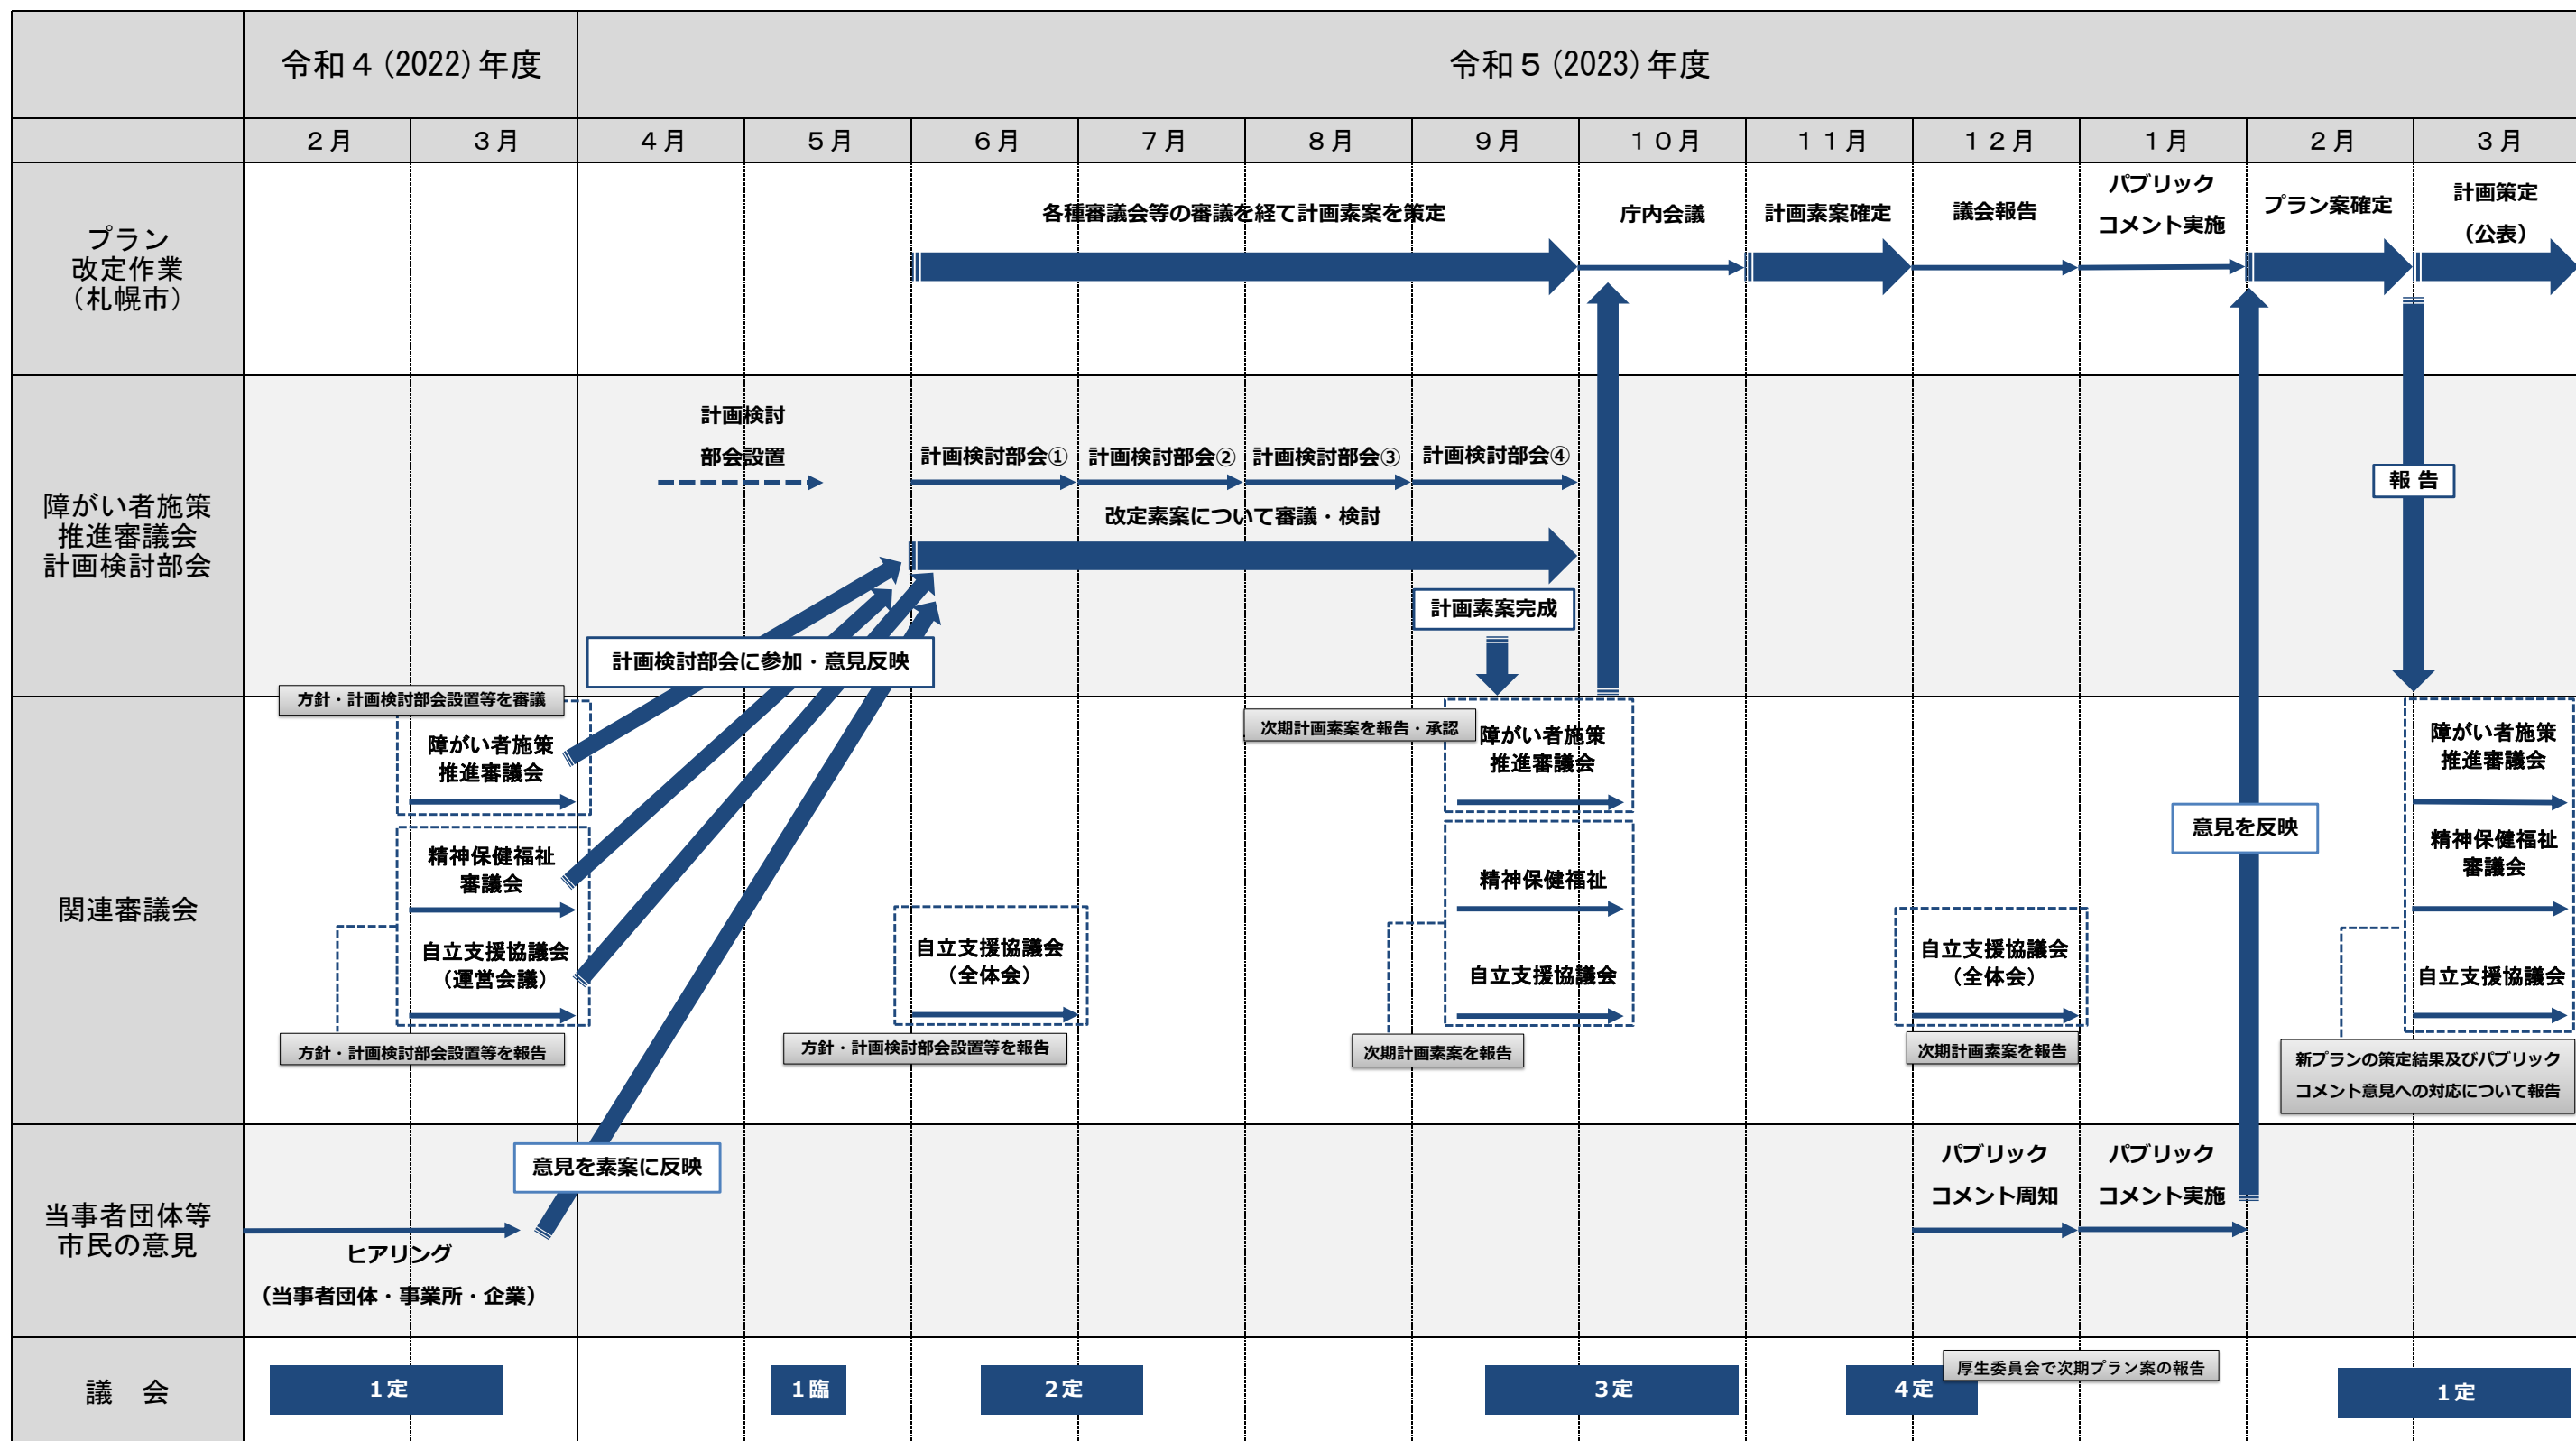 令和４(2022)年度
令和５(2023)年度
２月
３月
４月
５月
６月
７月
８月
９月
１０月
１１月
１２月
１月
２月
３月
プラン
改定作業
（札幌市）
各種審議会等の審議を経て計画素案を策定
庁内会議
計画素案確定
議会報告
パブリック
コメント実施
プラン案確定
計画策定
（公表）
障がい者施策
推進審議会
計画検討部会
計画検討
部会設置
計画検討部会①
計画検討部会②
計画検討部会③
計画検討部会④
改定素案について審議・検討
報 告
計画素案完成
計画検討部会に参加・意見反映
関連審議会
方針・計画検討部会設置等を審議
障がい者施策
推進審議会
精神保健福祉
審議会
自立支援協議会
（運営会議）
方針・計画検討部会設置等を報告
自立支援協議会
（全体会）
方針・計画検討部会設置等を報告
次期計画素案を報告・承認
障がい者施策
推進審議会
精神保健福祉
自立支援協議会
次期計画素案を報告
自立支援協議会
（全体会）
次期計画素案を報告
意見を反映
障がい者施策
推進審議会
精神保健福祉
審議会
自立支援協議会
新プランの策定結果及びパブリック
コメント意見への対応について報告
当事者団体等
市民の意見
意見を素案に反映
ヒアリング
（当事者団体・事業所・企業）
パブリック
コメント周知
パブリック
コメント実施
議　会
１定
１臨
２定
３定
４定
厚生委員会で次期プラン案の報告
１定